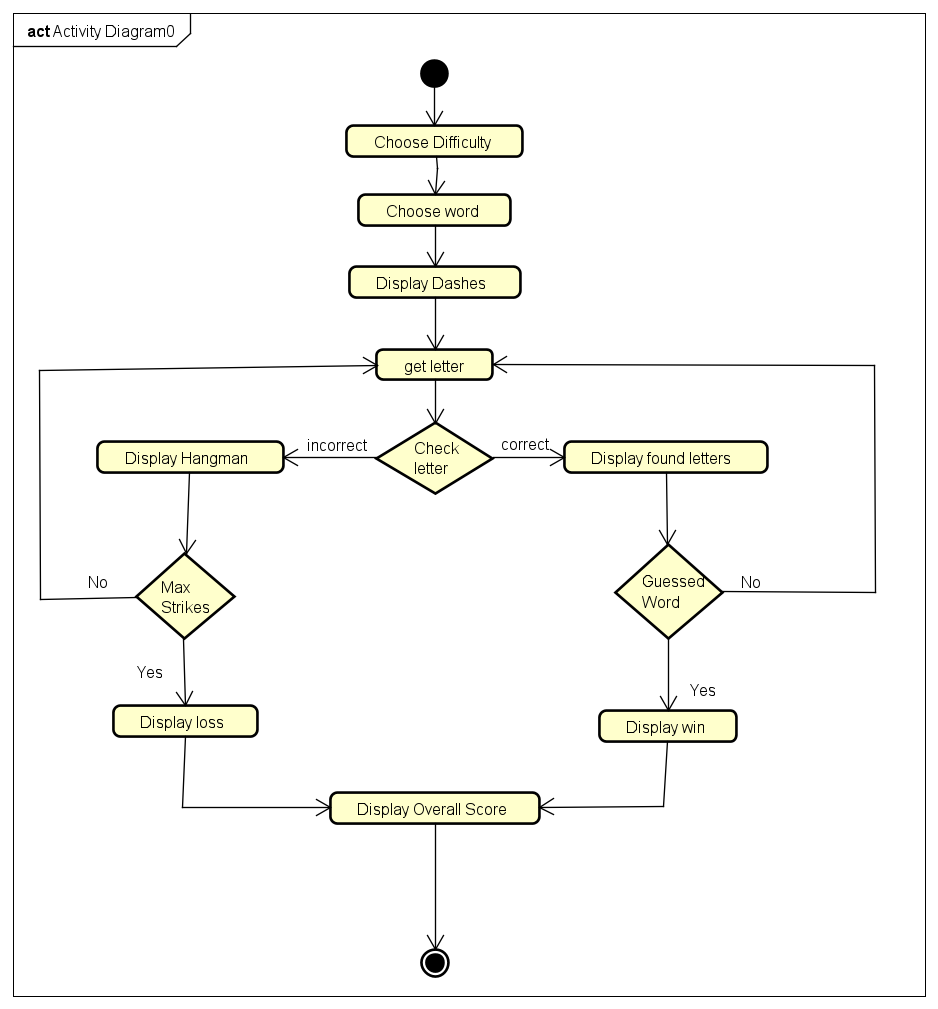 act Activity Diagram0
Choose Difficulty
Choose word
Display Dashes
get letter
incorrect
correct
Display Hangman
Check
letter
Display found letters
No
Max
Strikes
Guessed
Word
No
Yes
Yes
Display loss
Display win
Display Overall Score